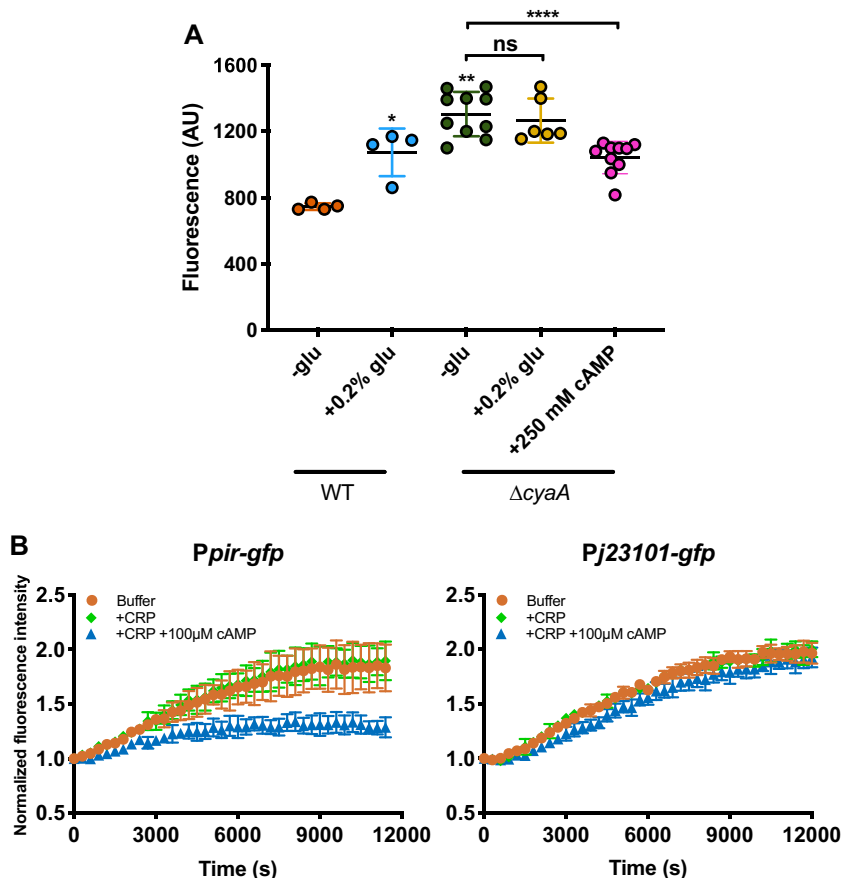 A
****
ns
**
*
1600
1200
800
400
0
Fluorescence (AU)
-glu
+0.2% glu
-glu
+0.2% glu
+250 mM cAMP
WT
ΔcyaA
B
Ppir-gfp
Pj23101-gfp
Buffer
+CRP
+CRP +100µM cAMP
2.5
2.0
1.5
1.0
0.5
Normalized fluorescence intensity
0 3000 6000 9000 12000
Time (s)
Buffer
+CRP
+CRP +100µM cAMP
2.5
2.0
1.5
1.0
0.5
0 3000 6000 9000 12000
Time (s)